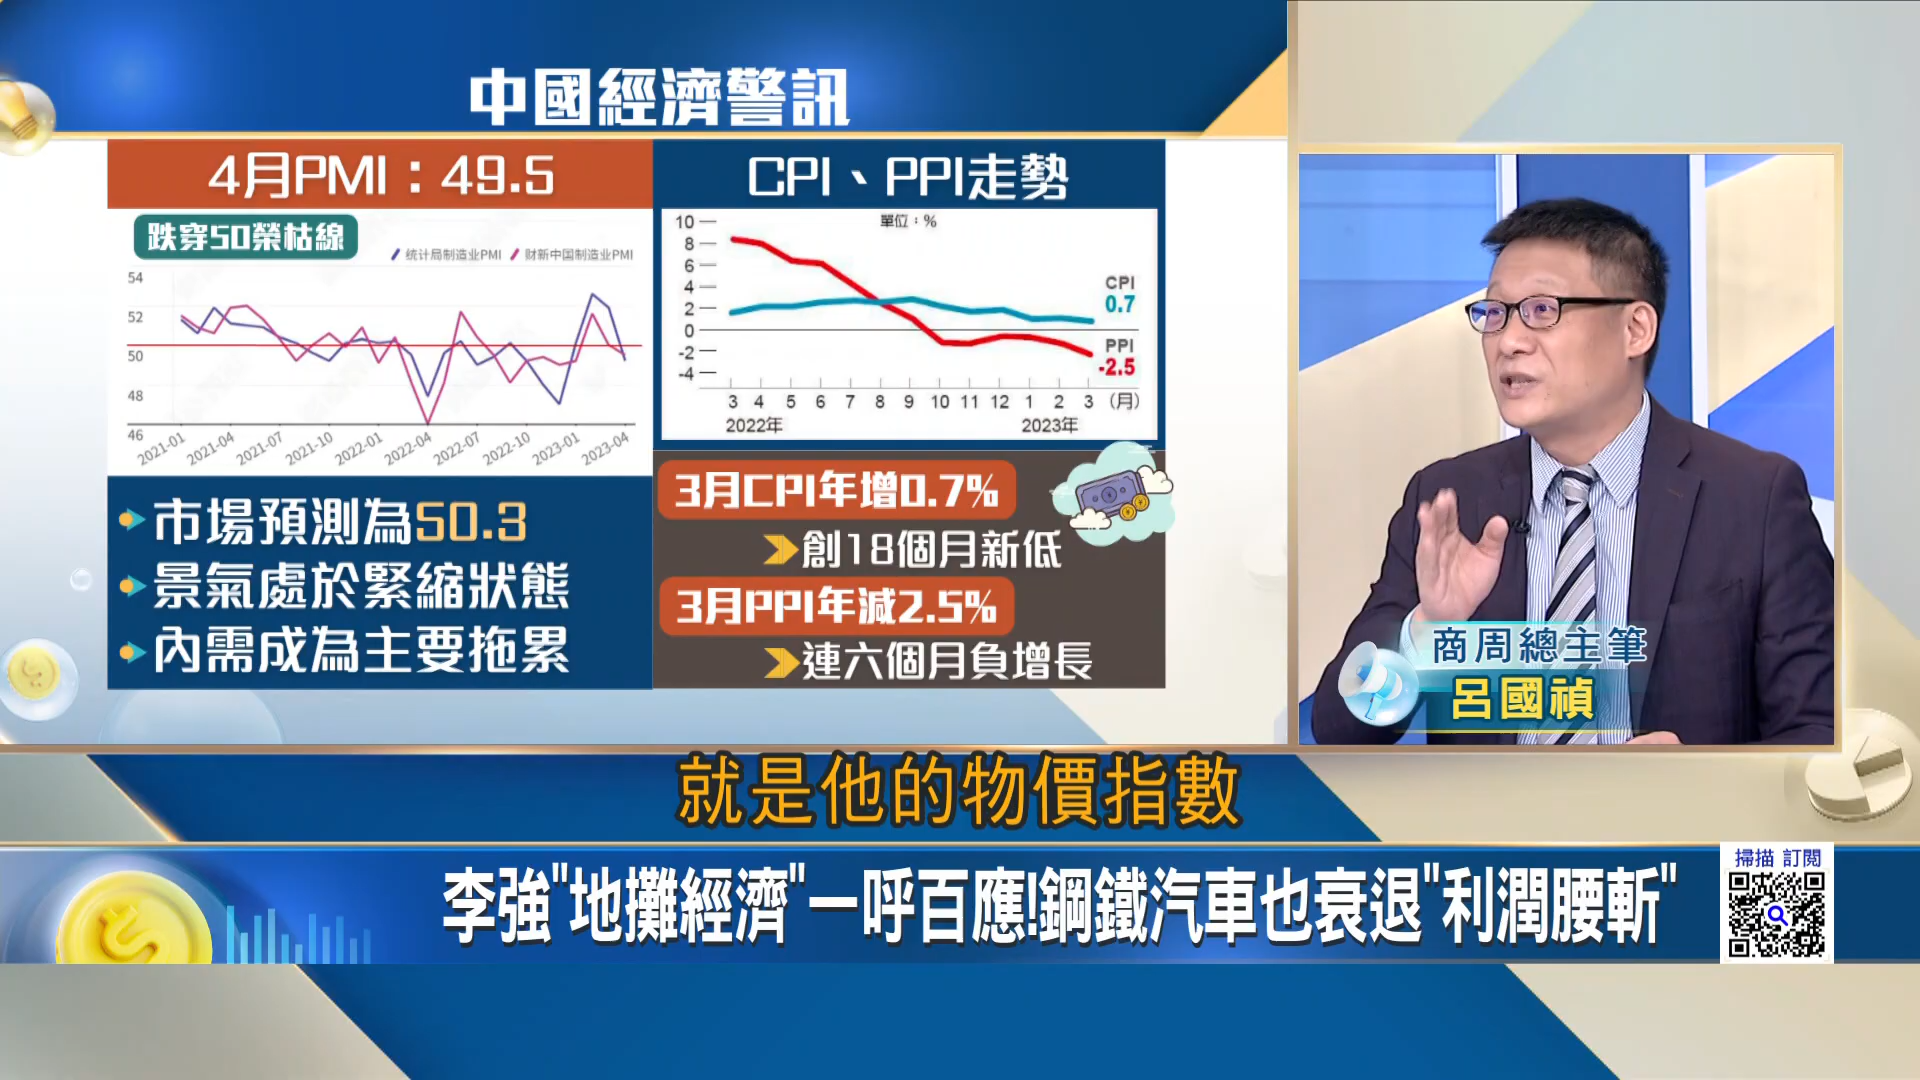 中國經濟警訊
4月PMI：49.5
跌穿50榮枯線
统计局制造业PMI 财新中国制造业PMI
54
52
50
48
46
2021-01 2021-04 2021-07 2021-10 2022-01 2022-04 2022-07 2022-10 2023-01 2023-04
市場預測為50.3
景氣處於緊縮狀態
內需成為主要拖累
CPI、PPI走勢
單位：%
10
8
6
4
2
0
-2
-4
CPI
0.7
PPI
-2.5
3 4 5 6 7 8 9 10 11 12 1 2 3 (月)
2022年 2023年
3月CPI年增0.7%
創18個月新低
3月PPI年減2.5%
連六個月負增長
商周總主筆
呂國禎
就是他的物價指數
李強"地攤經濟"一呼百應!鋼鐵汽車也衰退"利潤腰斬"
掃描 訂閱